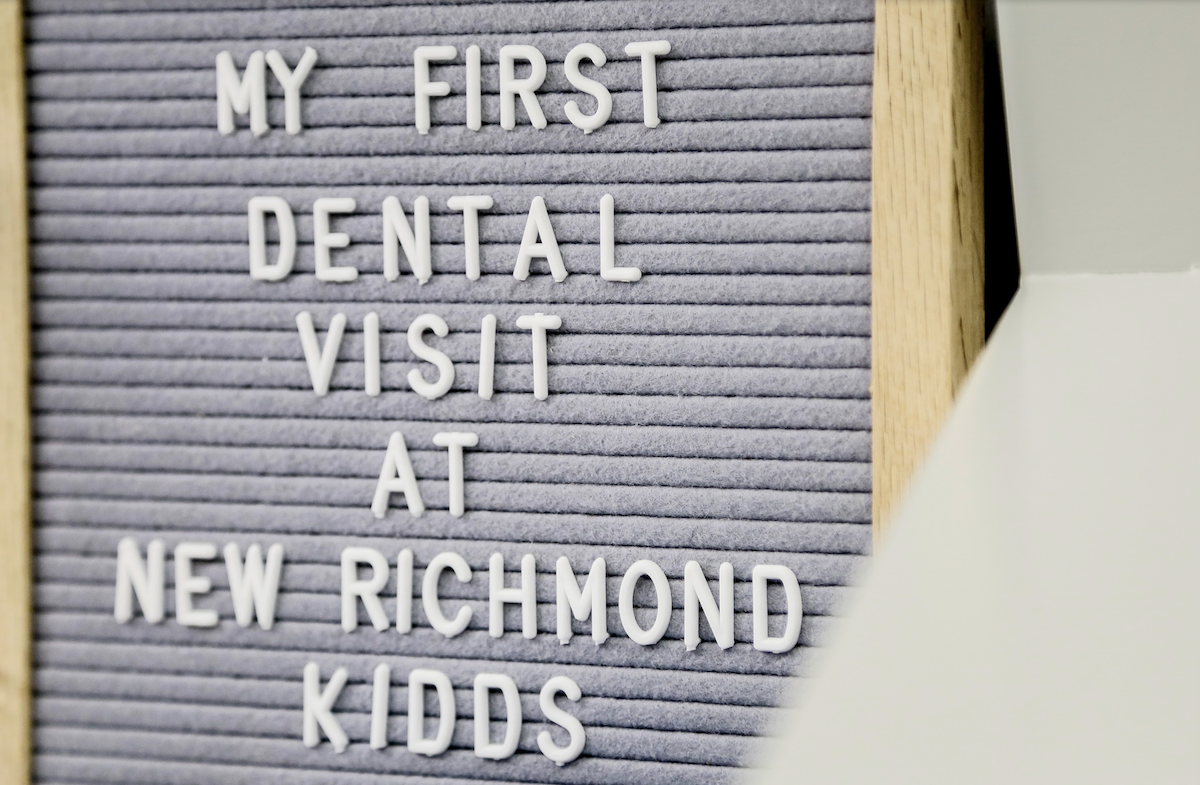 MY FIRST
DENTAL
VISIT
AT
NEW RICHMOND
KIDDS